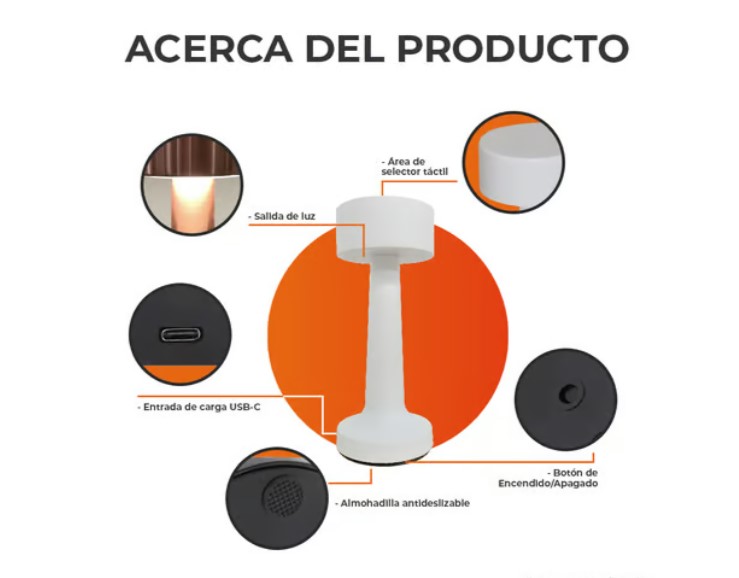 ACERCA DEL PRODUCTO
- Área de
selector táctil
- Salida de luz
- Entrada de carga USB-C
- Botón de
Encendido/Apagado
- Almohadilla antideslizable